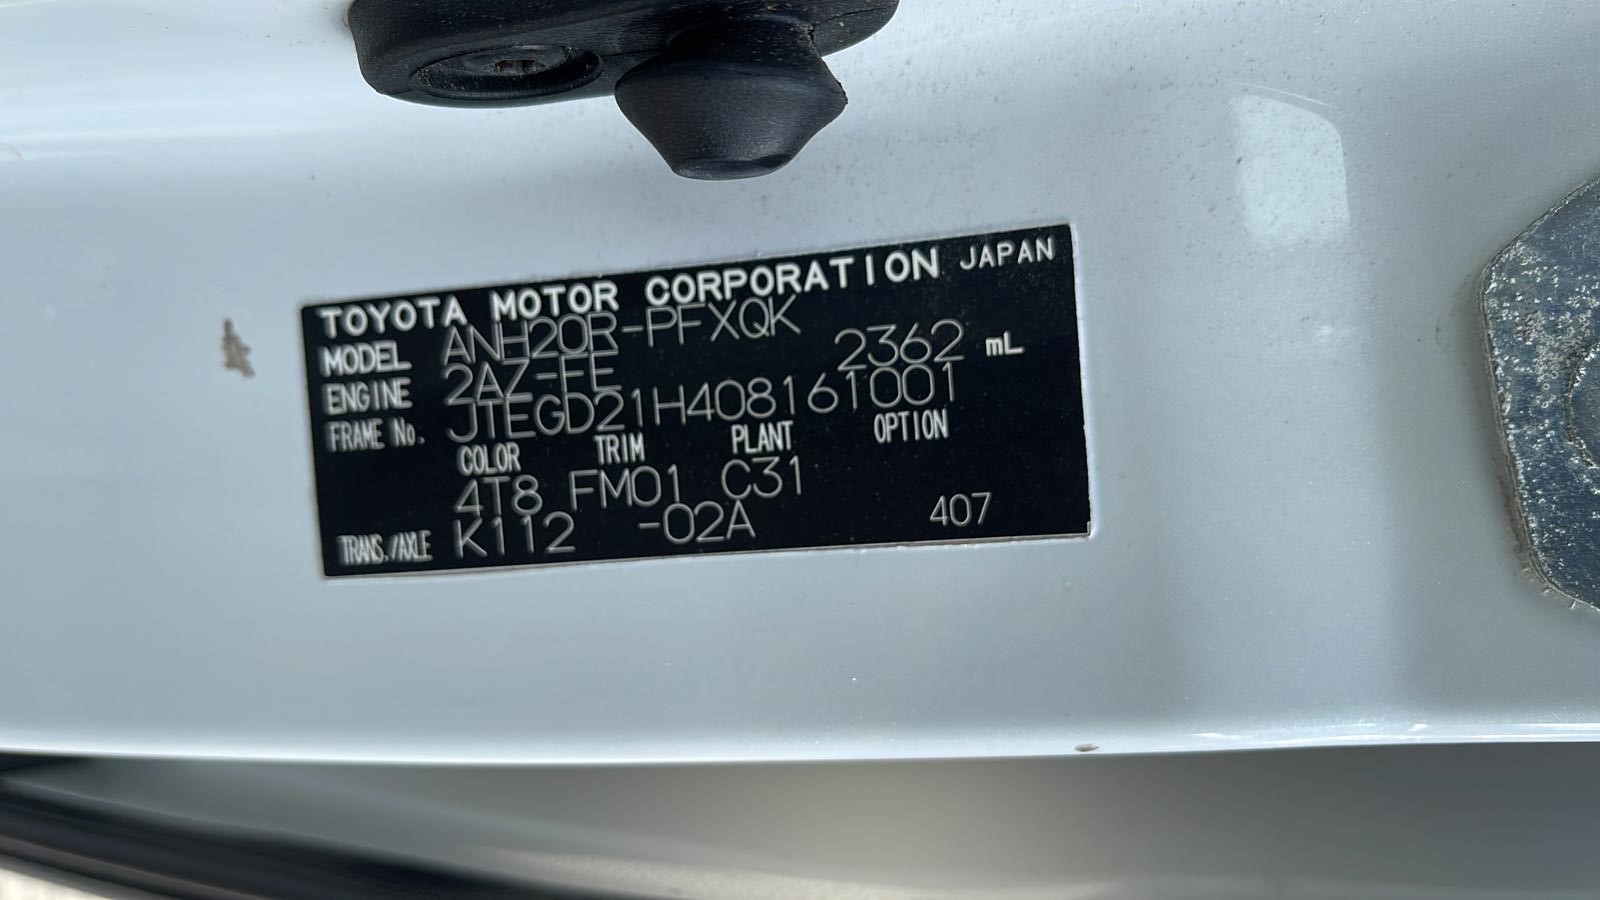 TOYOTA MOTOR CORPORATION JAPAN
MODEL ANH20R-PFXQK
ENGINE 2AZ-FE 2362 mL
FRAME No. JTEGD21H408161001
COLOR TRIM PLANT OPTION
4T8 FM01 C31
TRANS./AXLE K112 -02A 407